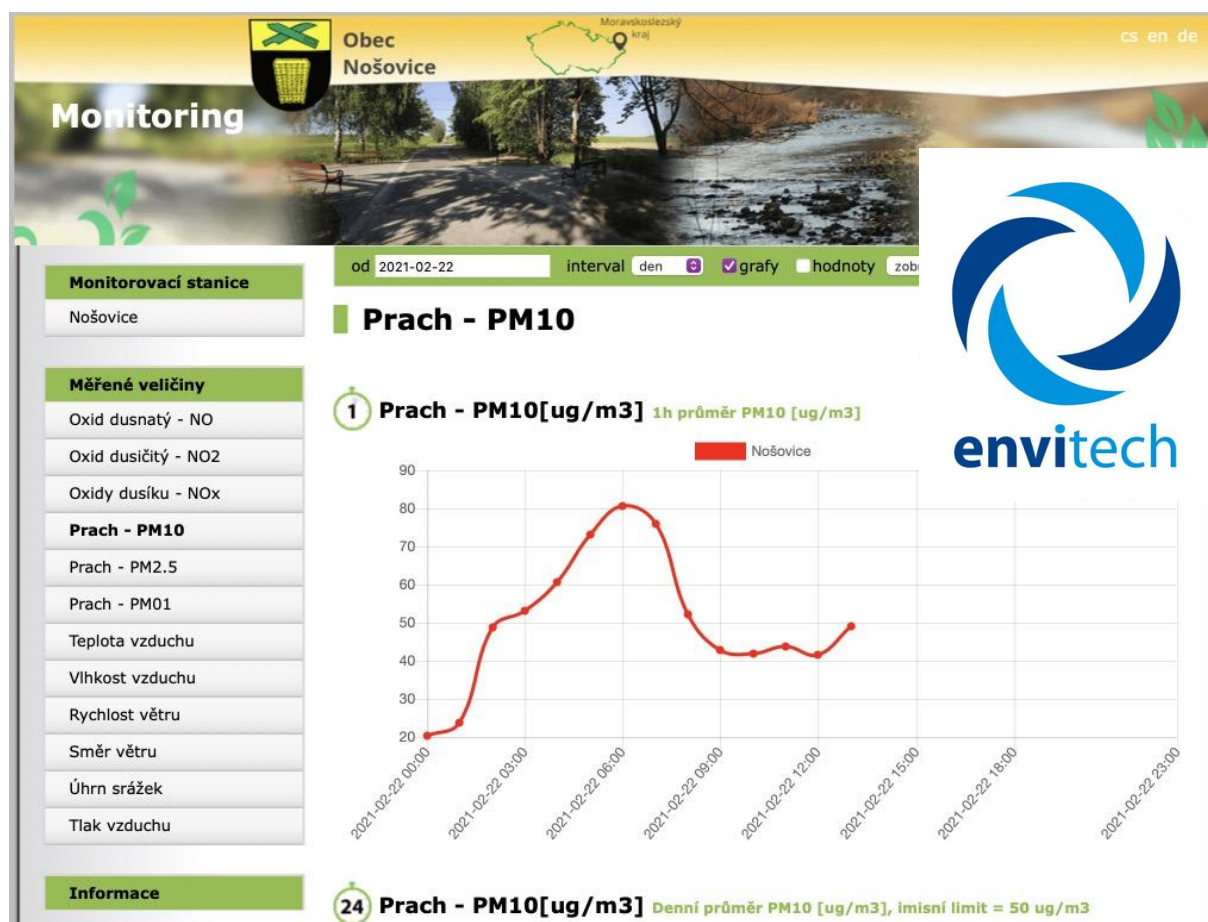 Moravskoslezský
kraj
Obec
Nošovice
cs en de
Monitoring
od 2021-02-22 interval den grafy hodnoty
Monitorovací stanice
Nošovice
Měřené veličiny
Oxid dusnatý - NO
Oxid dusičitý - NO2
Oxidy dusíku - NOx
Prach - PM10
Prach - PM2.5
Prach - PM01
Teplota vzduchu
Vlhkost vzduchu
Rychlost větru
Směr větru
Úhrn srážek
Tlak vzduchu
Informace
Prach - PM10
1 Prach - PM10[ug/m3] 1h průměr PM10 [ug/m3]
Nošovice
90
80
70
60
50
40
30
20
2021-02-22 00:00
2021-02-22 03:00
2021-02-22 06:00
2021-02-22 09:00
2021-02-22 12:00
2021-02-22 15:00
2021-02-22 18:00
2021-02-22 23:00
24 Prach - PM10[ug/m3] Denní průměr PM10 [ug/m3], imisní limit = 50 ug/m3
envitech